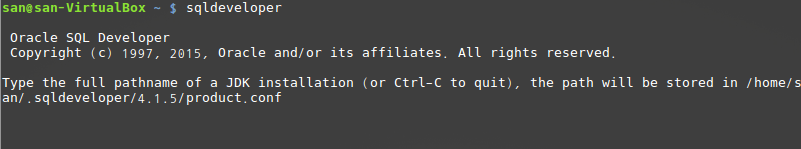 san@san-VirtualBox ~ $ sqldeveloper
Oracle SQL Developer
Copyright (c) 1997, 2015, Oracle and/or its affiliates. All rights reserved.
Type the full pathname of a JDK installation (or Ctrl-C to quit), the path will be stored in /home/s
an/.sqldeveloper/4.1.5/product.conf